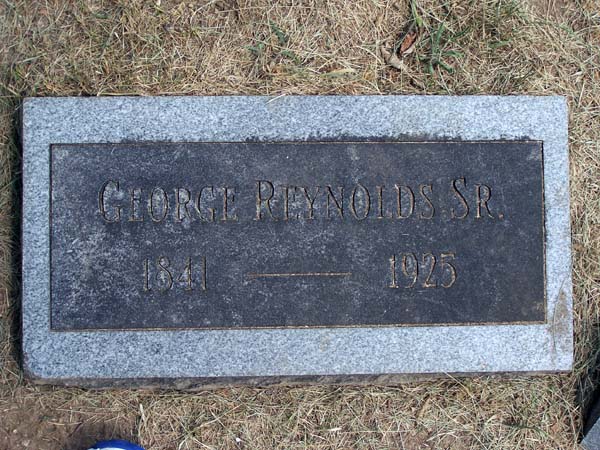 GEORGE REYNOLDS SR.
1841 — 1925